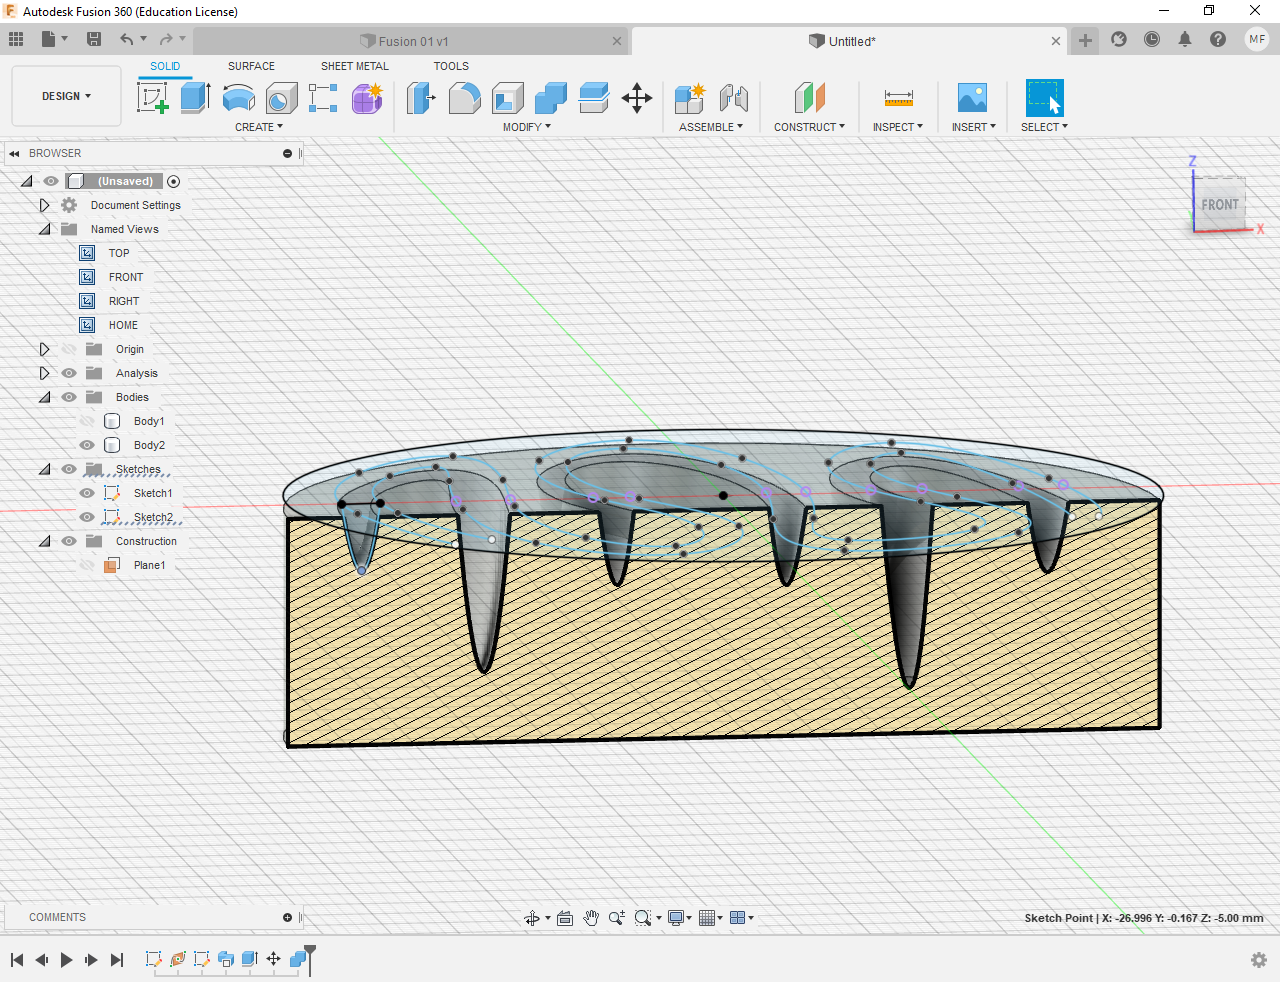 Autodesk Fusion 360 (Education License)
Fusion 01 v1
Untitled*
MF
SOLID
SURFACE
SHEET METAL
TOOLS
DESIGN
CREATE
MODIFY
ASSEMBLE
CONSTRUCT
INSPECT
INSERT
SELECT
BROWSER
(Unsaved)
Document Settings
Named Views
TOP
FRONT
RIGHT
HOME
Origin
Analysis
Bodies
Body1
Body2
Sketches
Sketch1
Sketch2
Construction
Plane1
Z
FRONT
X
COMMENTS
Sketch Point | X: -26.996 Y: -0.167 Z: -5.00 mm